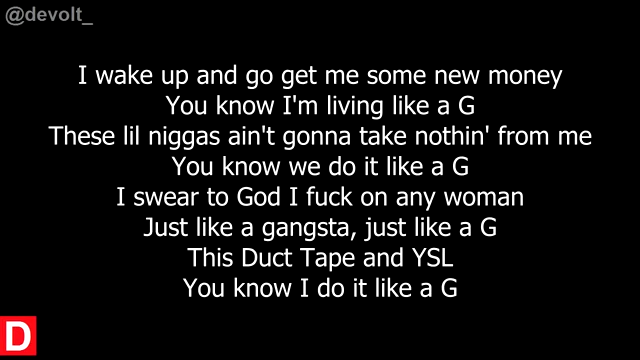 @devolt_
I wake up and go get me some new money
You know I'm living like a G
These lil niggas ain't gonna take nothin' from me
You know we do it like a G
I swear to God I fuck on any woman
Just like a gangsta, just like a G
This Duct Tape and YSL
You know I do it like a G
D